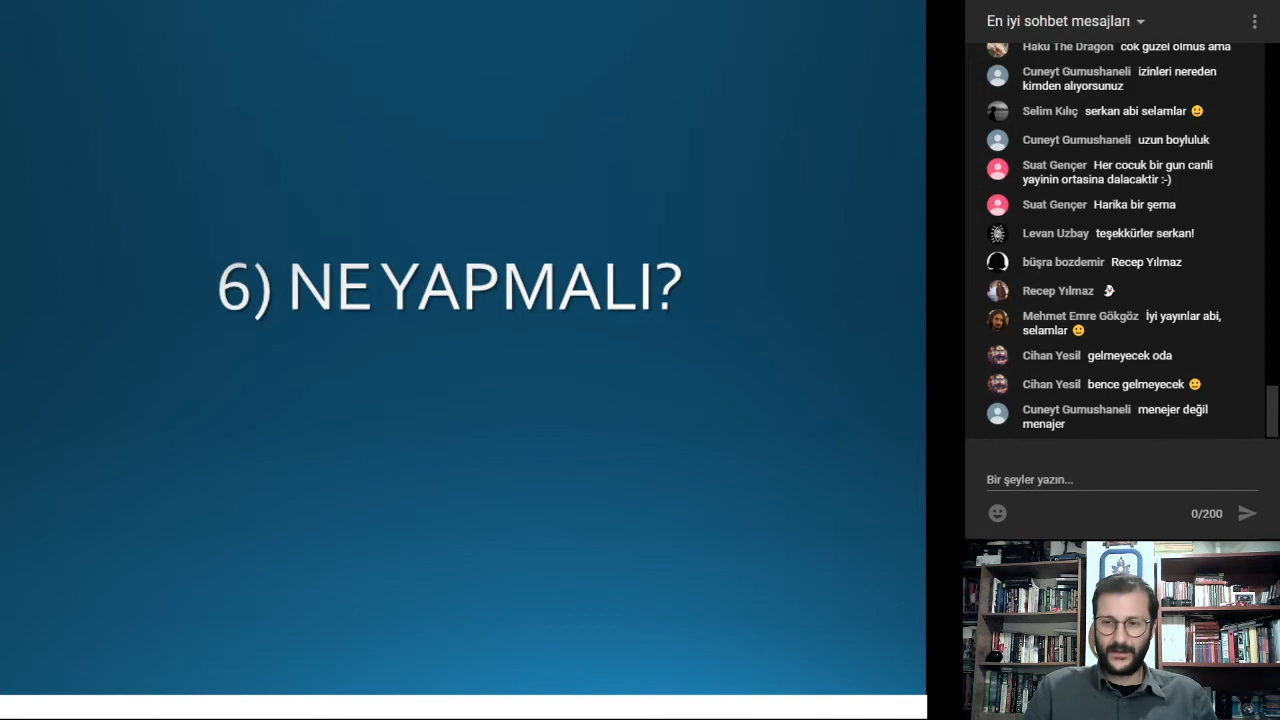 6) NE YAPMALI?
En iyi sohbet mesajları
Haku The Dragon cok guzel olmus ama
Cuneyt Gumushaneli izinleri nereden
kimden alıyorsunuz
Selim Kılıç serkan abi selamlar
Cuneyt Gumushaneli uzun boyluluk
Suat Gençer Her cocuk bir gun canli
yayinin ortasina dalacaktir :-)
Suat Gençer Harika bir şema
Levan Uzbay teşekkürler serkan!
büşra bozdemir Recep Yılmaz
Recep Yılmaz
Mehmet Emre Gökgöz İyi yayınlar abi,
selamlar
Cihan Yesil gelmeyecek oda
Cihan Yesil bence gelmeyecek
Cuneyt Gumushaneli menejer değil
menajer
Bir şeyler yazın...
0/200